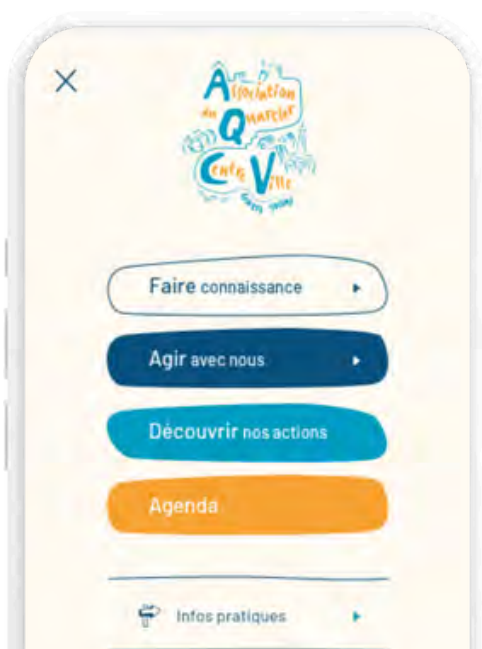 Association
du Quartier
Centre Ville
Faire connaissance
Agir avec nous
Découvrir nos actions
Agenda
Infos pratiques